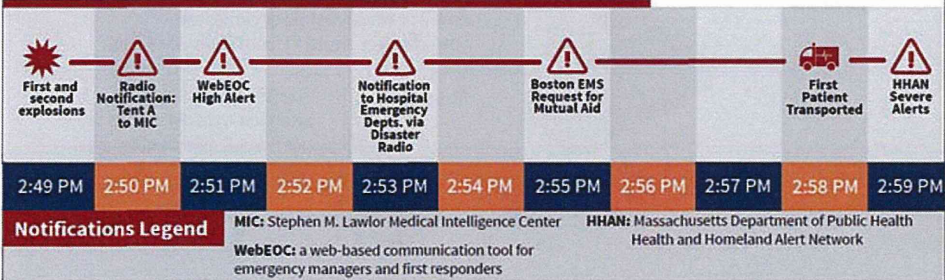 First and
second
explosions
Radio
Notification:
Tent A
to MIC
WebEOC
High Alert
Notification
to Hospital
Emergency
Depts. via
Disaster
Radio
Boston EMS
Request for
Mutual Aid
First
Patient
Transported
HHAN
Severe
Alerts
2:49 PM 2:50 PM 2:51 PM 2:52 PM 2:53 PM 2:54 PM 2:55 PM 2:56 PM 2:57 PM 2:58 PM 2:59 PM
Notifications Legend
MIC: Stephen M. Lawlor Medical Intelligence Center
WebEOC: a web-based communication tool for
emergency managers and first responders
HHAN: Massachusetts Department of Public Health
Health and Homeland Alert Network